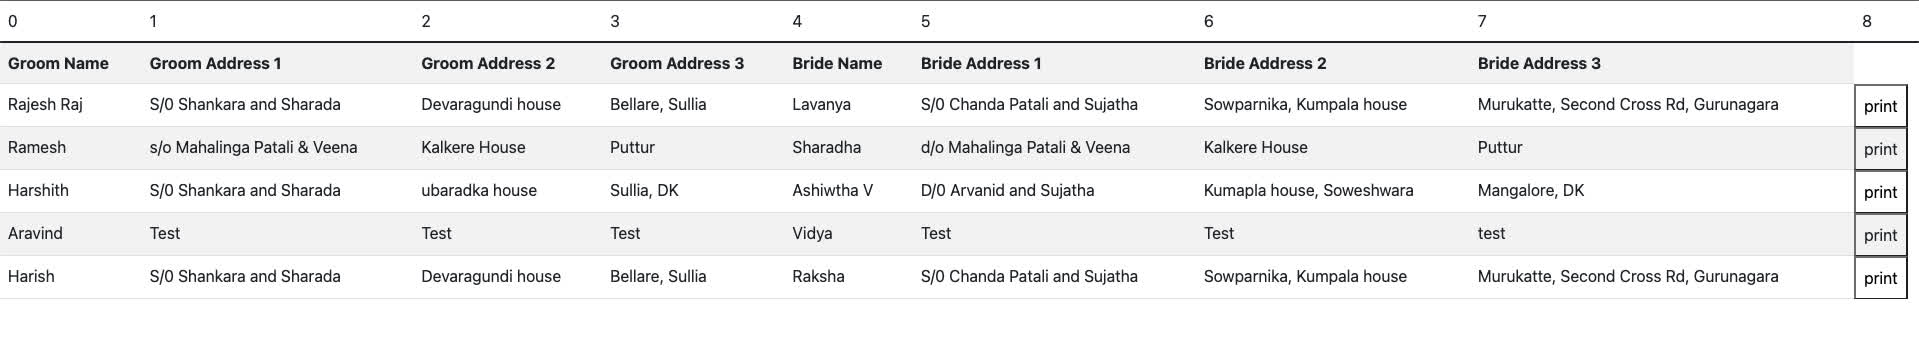 0 1 2 3 4 5 6 7 8
Groom Name Groom Address 1 Groom Address 2 Groom Address 3 Bride Name Bride Address 1 Bride Address 2 Bride Address 3
Rajesh Raj S/0 Shankara and Sharada Devaragundi house Bellare, Sullia Lavanya S/0 Chanda Patali and Sujatha Sowparnika, Kumpala house Murukatte, Second Cross Rd, Gurunagara print
Ramesh s/o Mahalinga Patali & Veena Kalkere House Puttur Sharadha d/o Mahalinga Patali & Veena Kalkere House Puttur print
Harshith S/0 Shankara and Sharada ubaradka house Sullia, DK Ashiwtha V D/0 Arvanid and Sujatha Kumapla house, Soweshwara Mangalore, DK print
Aravind Test Test Test Vidya Test Test test print
Harish S/0 Shankara and Sharada Devaragundi house Bellare, Sullia Raksha S/0 Chanda Patali and Sujatha Sowparnika, Kumpala house Murukatte, Second Cross Rd, Gurunagara print